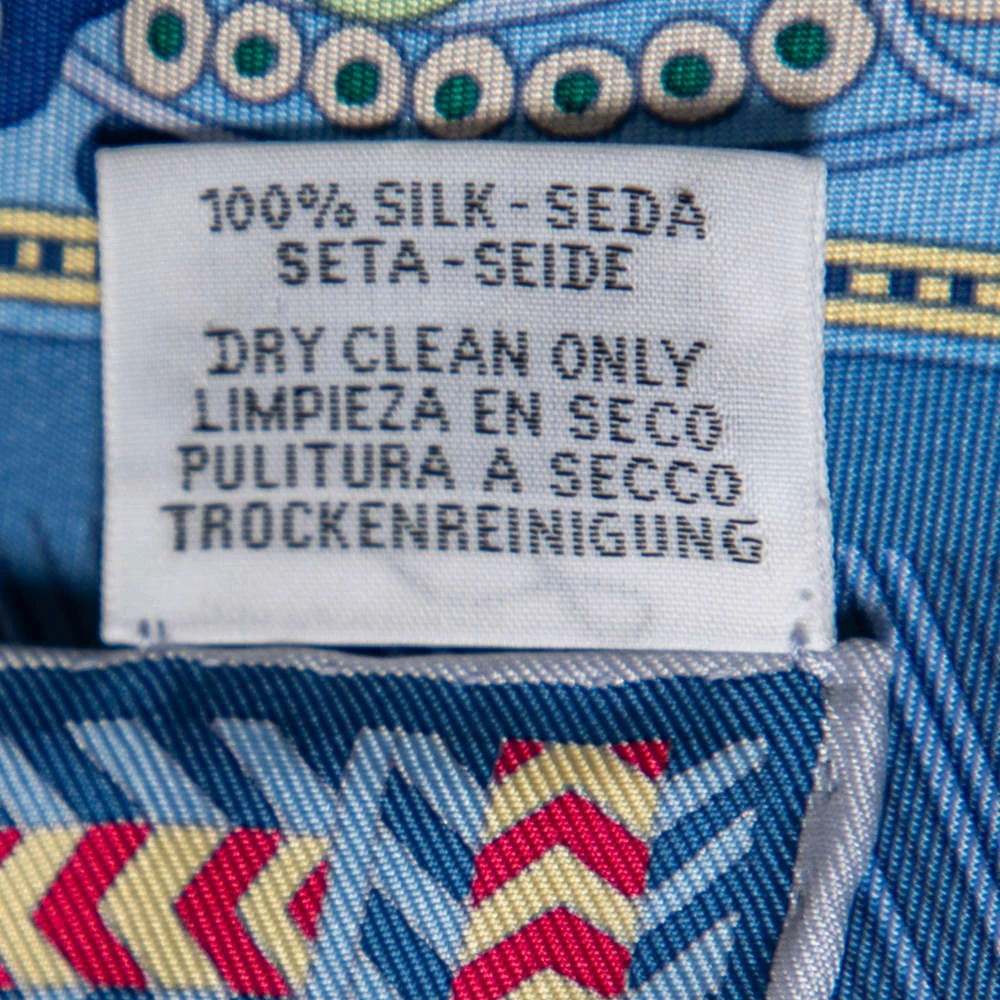 100% SILK - SEDA
SETA - SEIDE
DRY CLEAN ONLY
LIMPIEZA EN SECO
PULITURA A SECCO
TROCKENREINIGUNG